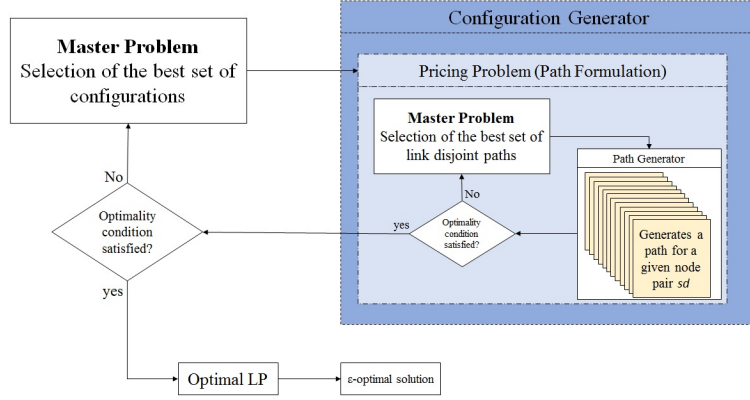 Configuration Generator
Master Problem
Selection of the best set of
configurations
Pricing Problem (Path Formulation)
Master Problem
Selection of the best set of
link disjoint paths
Path Generator
Generates a
path for a
given node
pair sd
No
Optimality
condition
satisfied?
yes
No
Optimality
condition
satisfied?
yes
Optimal LP
ε-optimal solution